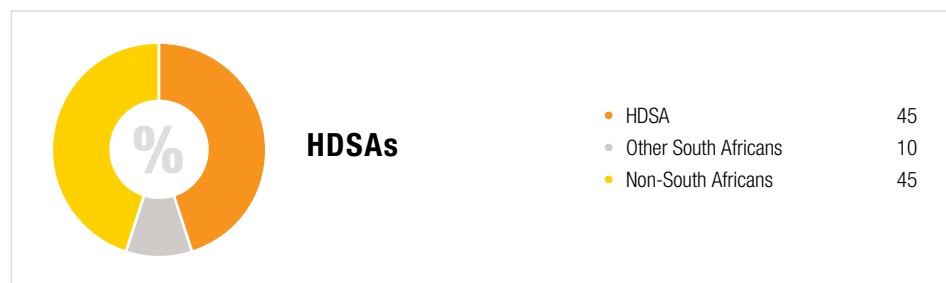 %
HDSAs
HDSA 45
Other South Africans 10
Non-South Africans 45